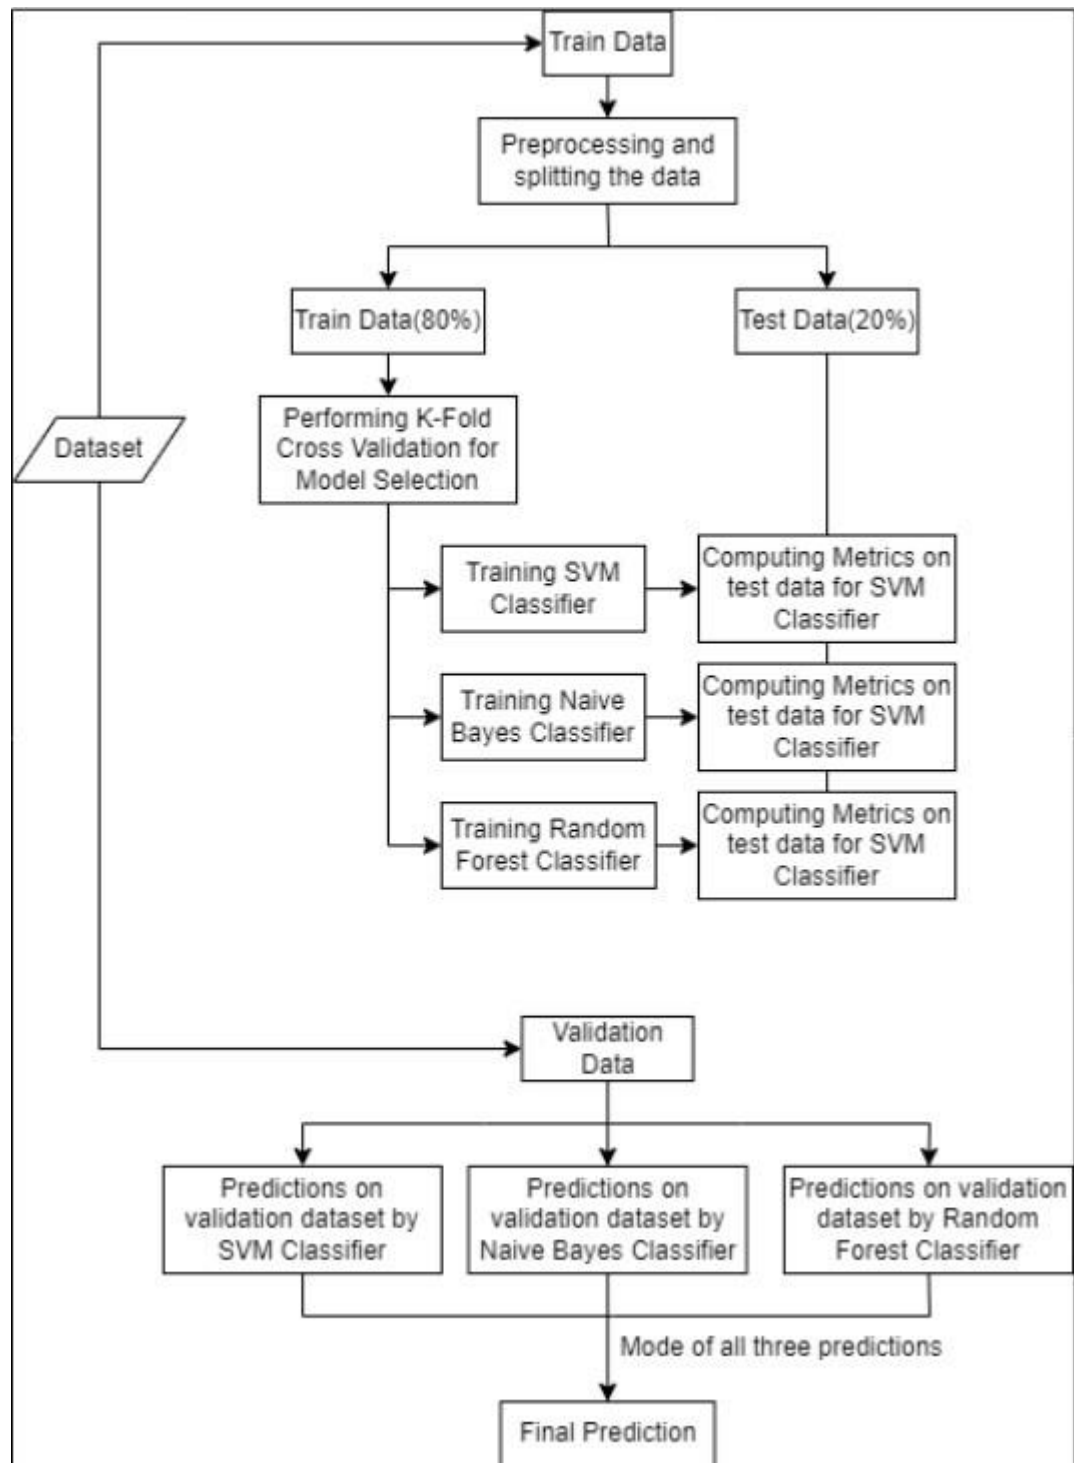 Train Data
Preprocessing and
splitting the data
Train Data(80%)
Test Data(20%)
Performing K-Fold
Cross Validation for
Model Selection
Dataset
Training SVM
Classifier
Computing Metrics on
test data for SVM
Classifier
Training Naive
Bayes Classifier
Computing Metrics on
test data for SVM
Classifier
Training Random
Forest Classifier
Computing Metrics on
test data for SVM
Classifier
Validation
Data
Predictions on
validation dataset by
SVM Classifier
Predictions on
validation dataset by
Naive Bayes Classifier
Predictions on validation
dataset by Random
Forest Classifier
Mode of all three predictions
Final Prediction